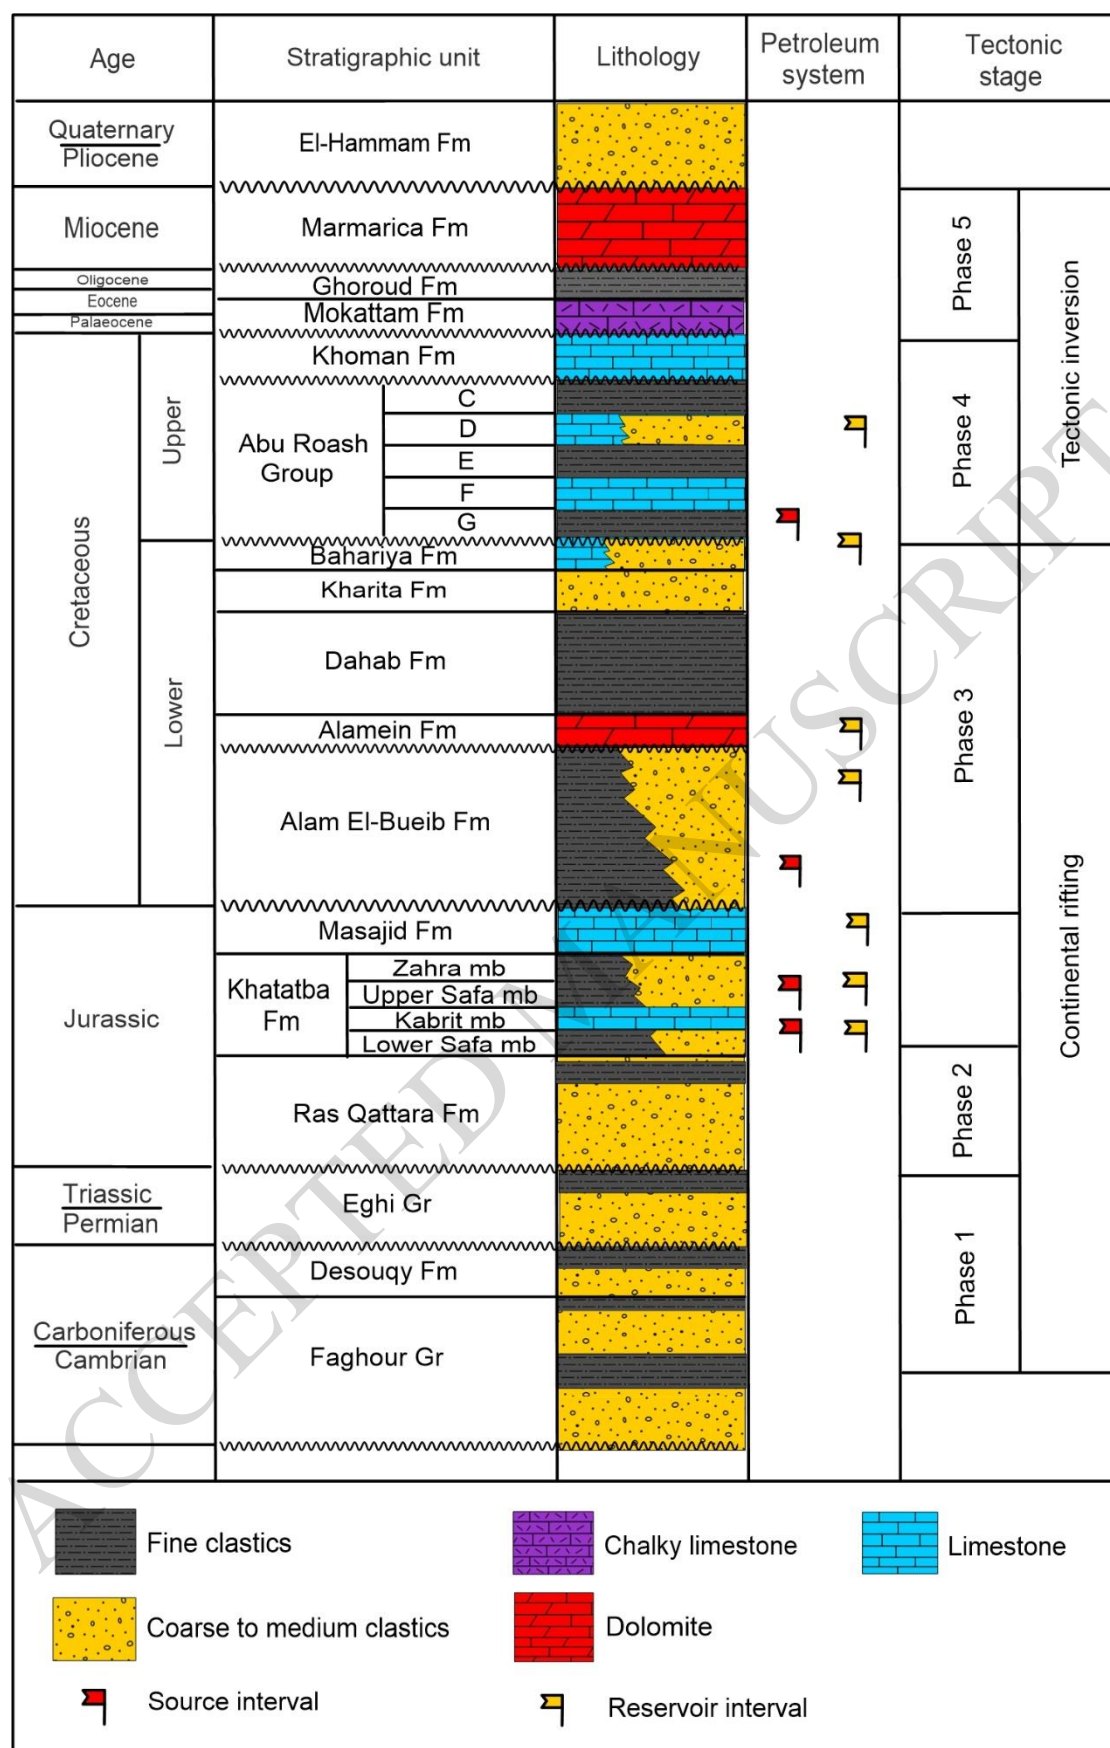 Age
Stratigraphic unit
Lithology
Petroleum
system
Tectonic
stage
Quaternary
Pliocene
El-Hammam Fm
Miocene
Marmarica Fm
Oligocene
Ghoroud Fm
Eocene
Mokattam Fm
Palaeocene
Khoman Fm
Cretaceous
Upper
Lower
Abu Roash
Group
C
D
E
F
G
Bahariya Fm
Kharita Fm
Dahab Fm
Alamein Fm
Alam El-Bueib Fm
Masajid Fm
Jurassic
Khatatba
Fm
Zahra mb
Upper Safa mb
Kabrit mb
Lower Safa mb
Ras Qattara Fm
Triassic
Permian
Eghi Gr
Desouqy Fm
Carboniferous
Cambrian
Faghour Gr
Phase 5
Phase 4
Phase 3
Phase 2
Phase 1
Tectonic inversion
Continental rifting
ACCEPTED MANUSCRIPT
Fine clastics
Chalky limestone
Limestone
Coarse to medium clastics
Dolomite
Source interval
Reservoir interval